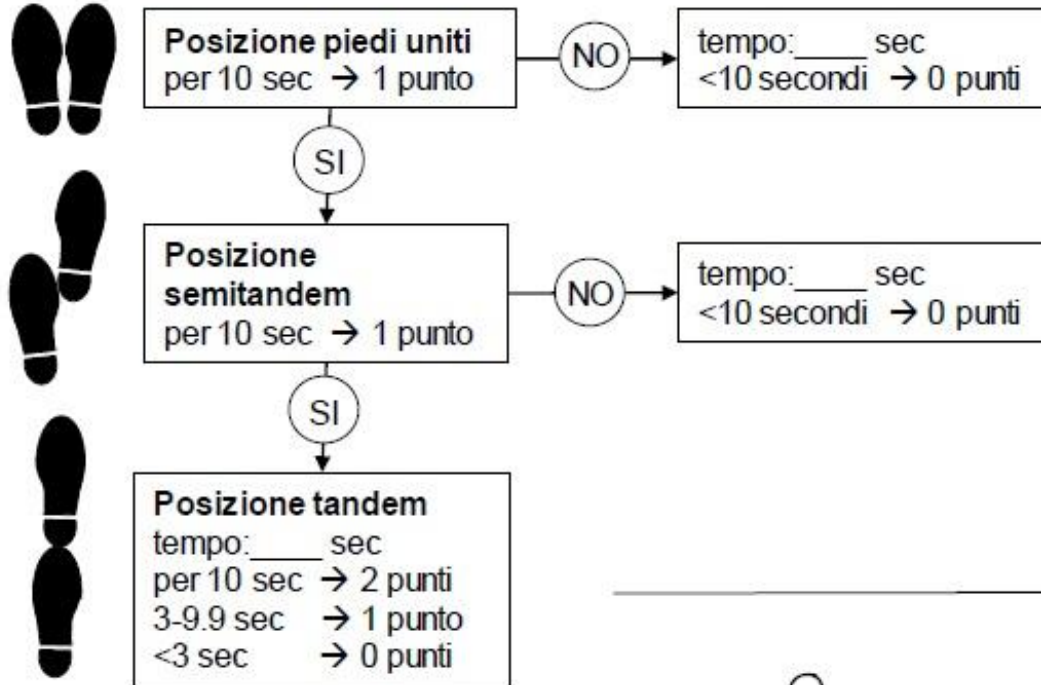 Posizione piedi uniti
per 10 sec → 1 punto
NO
tempo:____ sec
<10 secondi → 0 punti
SI
Posizione
semitandem
per 10 sec → 1 punto
NO
tempo:____ sec
<10 secondi → 0 punti
SI
Posizione tandem
tempo:____ sec
per 10 sec → 2 punti
3-9.9 sec → 1 punto
<3 sec → 0 punti